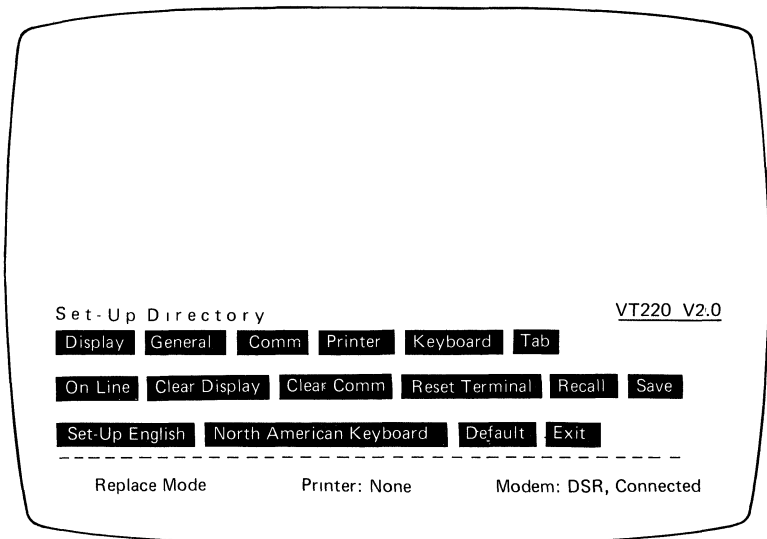 Set-Up Directory VT220 V2.0
Display General Comm Printer Keyboard Tab
On Line Clear Display Clear Comm Reset Terminal Recall Save
Set-Up English North American Keyboard Default Exit
Replace Mode Printer: None Modem: DSR, Connected